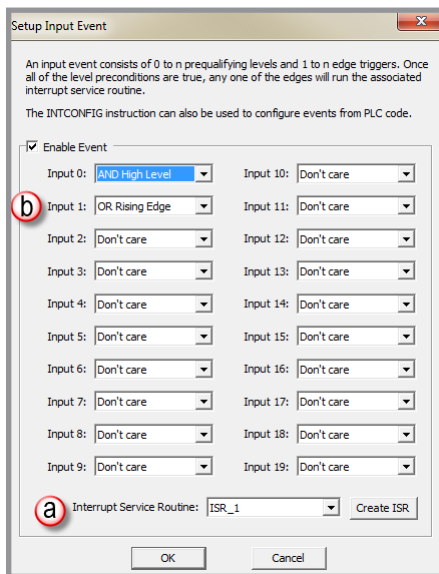 Setup Input Event
An input event consists of 0 to n prequalifying levels and 1 to n edge triggers. Once
all of the level preconditions are true, any one of the edges will run the associated
interrupt service routine.
The INTCONFIG instruction can also be used to configure events from PLC code.
Enable Event
Input 0: AND High Level Input 10: Don't care
b Input 1: OR Rising Edge Input 11: Don't care
Input 2: Don't care Input 12: Don't care
Input 3: Don't care Input 13: Don't care
Input 4: Don't care Input 14: Don't care
Input 5: Don't care Input 15: Don't care
Input 6: Don't care Input 16: Don't care
Input 7: Don't care Input 17: Don't care
Input 8: Don't care Input 18: Don't care
Input 9: Don't care Input 19: Don't care
a Interrupt Service Routine: ISR_1 Create ISR
OK Cancel